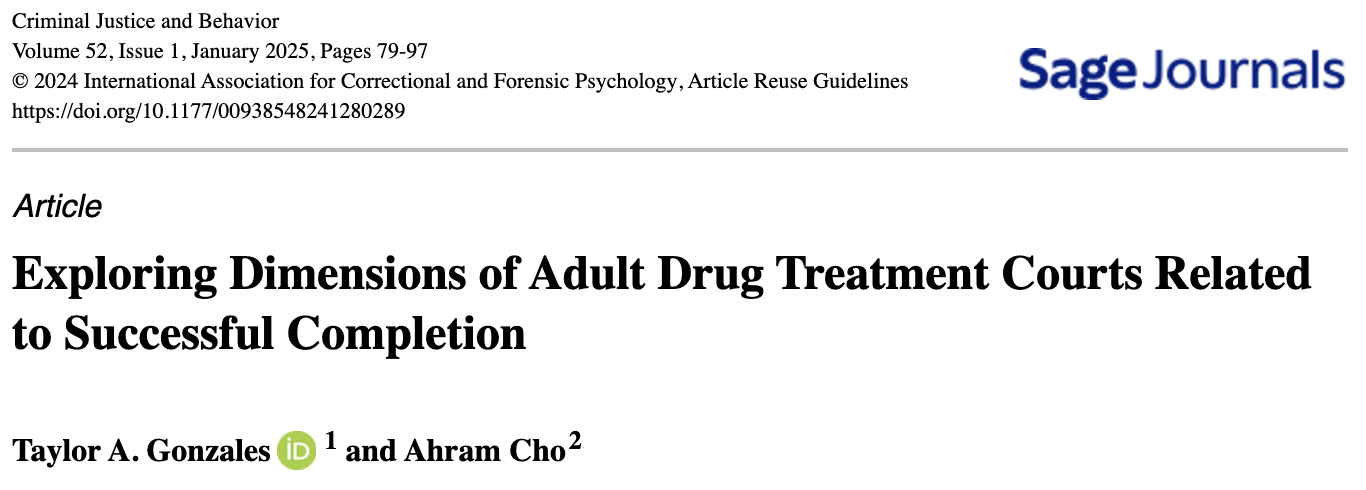 Criminal Justice and Behavior
Volume 52, Issue 1, January 2025, Pages 79-97
© 2024 International Association for Correctional and Forensic Psychology, Article Reuse Guidelines
https://doi.org/10.1177/00938548241280289
Sage Journals
Article
Exploring Dimensions of Adult Drug Treatment Courts Related
to Successful Completion
Taylor A. Gonzales iD 1 and Ahram Cho2